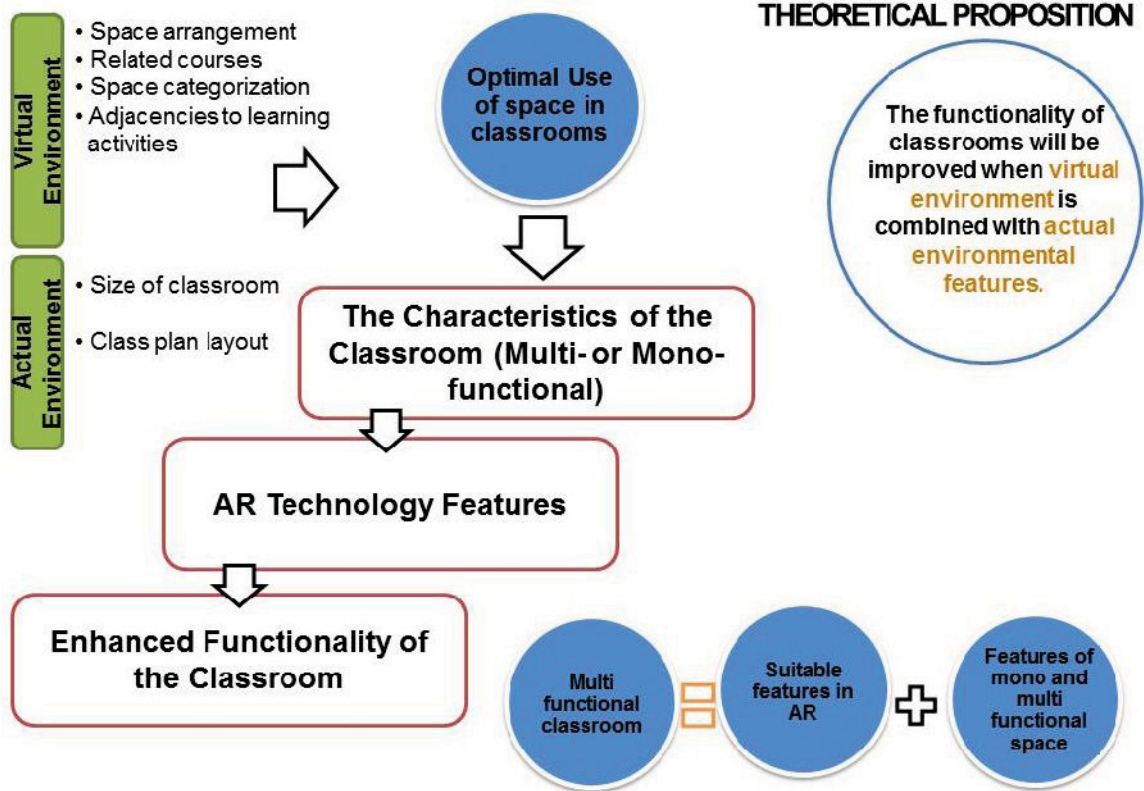 THEORETICAL PROPOSITION
Virtual
Environment
• Space arrangement
• Related courses
• Space categorization
• Adjacencies to learning
activities
Optimal Use
of space in
classrooms
The functionality of
classrooms will be
improved when virtual
environment is
combined with actual
environmental
features.
Actual
Environment
• Size of classroom
• Class plan layout
The Characteristics of the
Classroom (Multi- or Mono-
functional)
AR Technology Features
Enhanced Functionality of
the Classroom
Multi
functional
classroom
Suitable
features in
AR
Features of
mono and
multi
functional
space